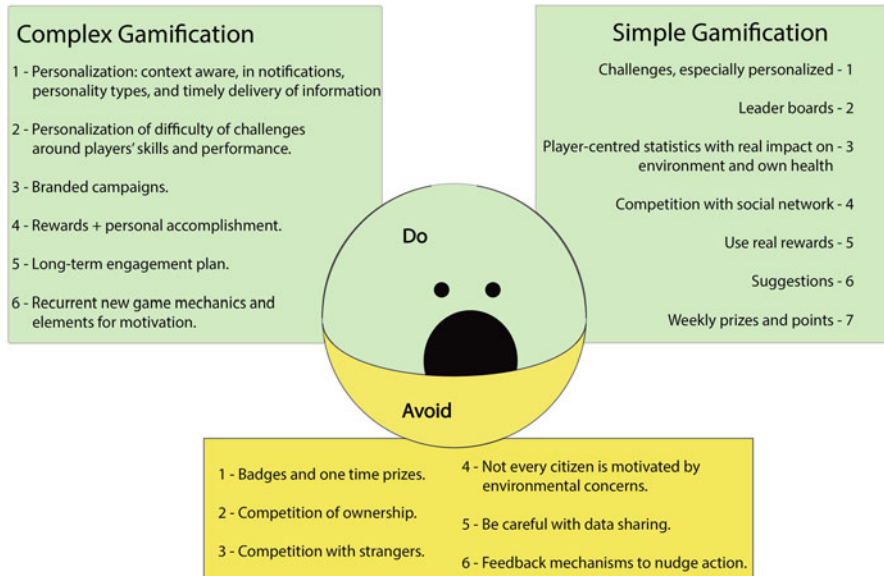 Complex Gamification
1 - Personalization: context aware, in notifications,
personality types, and timely delivery of information
2 - Personalization of difficulty of challenges
around players' skills and performance.
3 - Branded campaigns.
4 - Rewards + personal accomplishment.
5 - Long-term engagement plan.
6 - Recurrent new game mechanics and
elements for motivation.
Simple Gamification
Challenges, especially personalized - 1
Leader boards - 2
Player-centred statistics with real impact on - 3
environment and own health
Competition with social network - 4
Use real rewards - 5
Suggestions - 6
Weekly prizes and points - 7
Do
Avoid
1 - Badges and one time prizes.
2 - Competition of ownership.
3 - Competition with strangers.
4 - Not every citizen is motivated by
environmental concerns.
5 - Be careful with data sharing.
6 - Feedback mechanisms to nudge action.